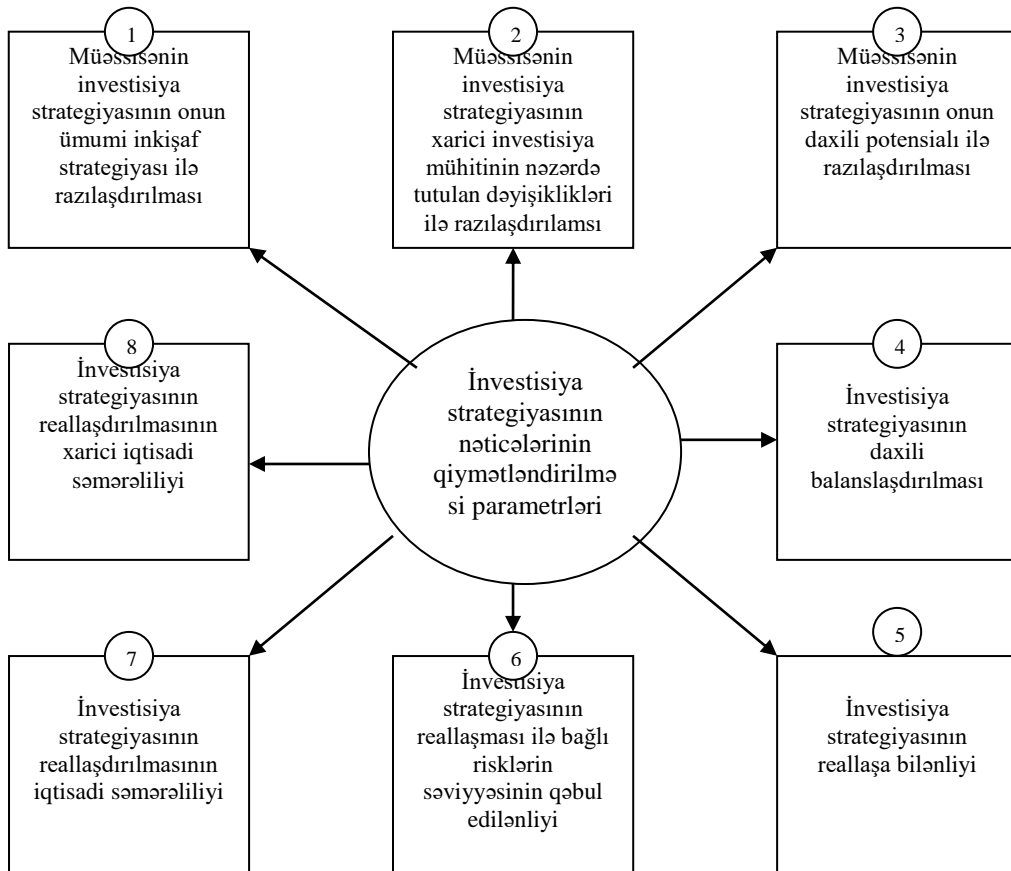 1
Müəssisənin
investisiya
strategiyasının onun
ümumi inkişaf
strategiyası ilə
razılaşdırılması
2
Müəssisənin
investisiya
strategiyasının
xarici investisiya
mühitinin nəzərdə
tutulan dəyişiklikləri
ilə razılaşdırılamsı
3
Müəssisənin
investisiya
strategiyasının onun
daxili potensialı ilə
razılaşdırılması
8
İnvestisiya
strategiyasının
reallaşdırılmasının
xarici iqtisadi
səmərəliliyi
İnvestisiya
strategiyasının
nəticələrinin
qiymətləndirilmə
si parametrləri
4
İnvestisiya
strategiyasının
daxili
balanslaşdırılması
7
İnvestisiya
strategiyasının
reallaşdırılmasının
iqtisadi səmərəliliyi
6
İnvestisiya
strategiyasının
reallaşması ilə bağlı
risklərin
səviyyəsinin qəbul
edilənliyi
5
İnvestisiya
strategiyasının
reallaşa bilənliyi